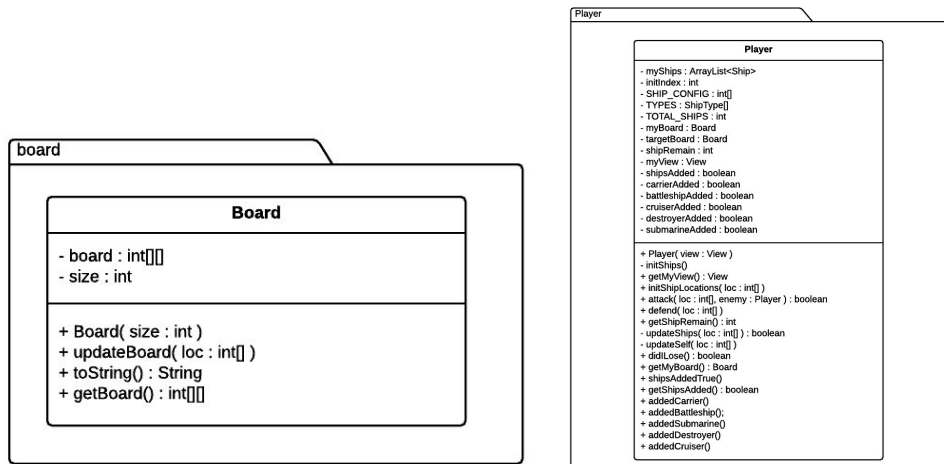 board
Board
- board : int[][]
- size : int
+ Board( size : int )
+ updateBoard( loc : int[] )
+ toString() : String
+ getBoard() : int[][]
Player
Player
- myShips : ArrayList<Ship>
- initIndex : int
- SHIP_CONFIG : int[]
- TYPES : ShipType[]
- TOTAL_SHIPS : int
- myBoard : Board
- targetBoard : Board
- shipRemain : int
- myView : View
- shipsAdded : boolean
- carrierAdded : boolean
- battleshipAdded : boolean
- cruiserAdded : boolean
- destroyerAdded : boolean
- submarineAdded : boolean
+ Player( view : View )
- initShips()
+ getMyView() : View
+ initShipLocations( loc : int[] )
+ attack( loc : int[], enemy : Player ) : boolean
+ defend( loc : int[] )
+ getShipRemain() : int
- updateShips( loc : int[] ) : boolean
- updateSelf( loc : int[] )
+ didILose() : boolean
+ getMyBoard() : Board
+ shipsAddedTrue()
+ getShipsAdded() : boolean
+ addedCarrier()
+ addedBattleship();
+ addedSubmarine()
+ addedDestroyer()
+ addedCruiser()